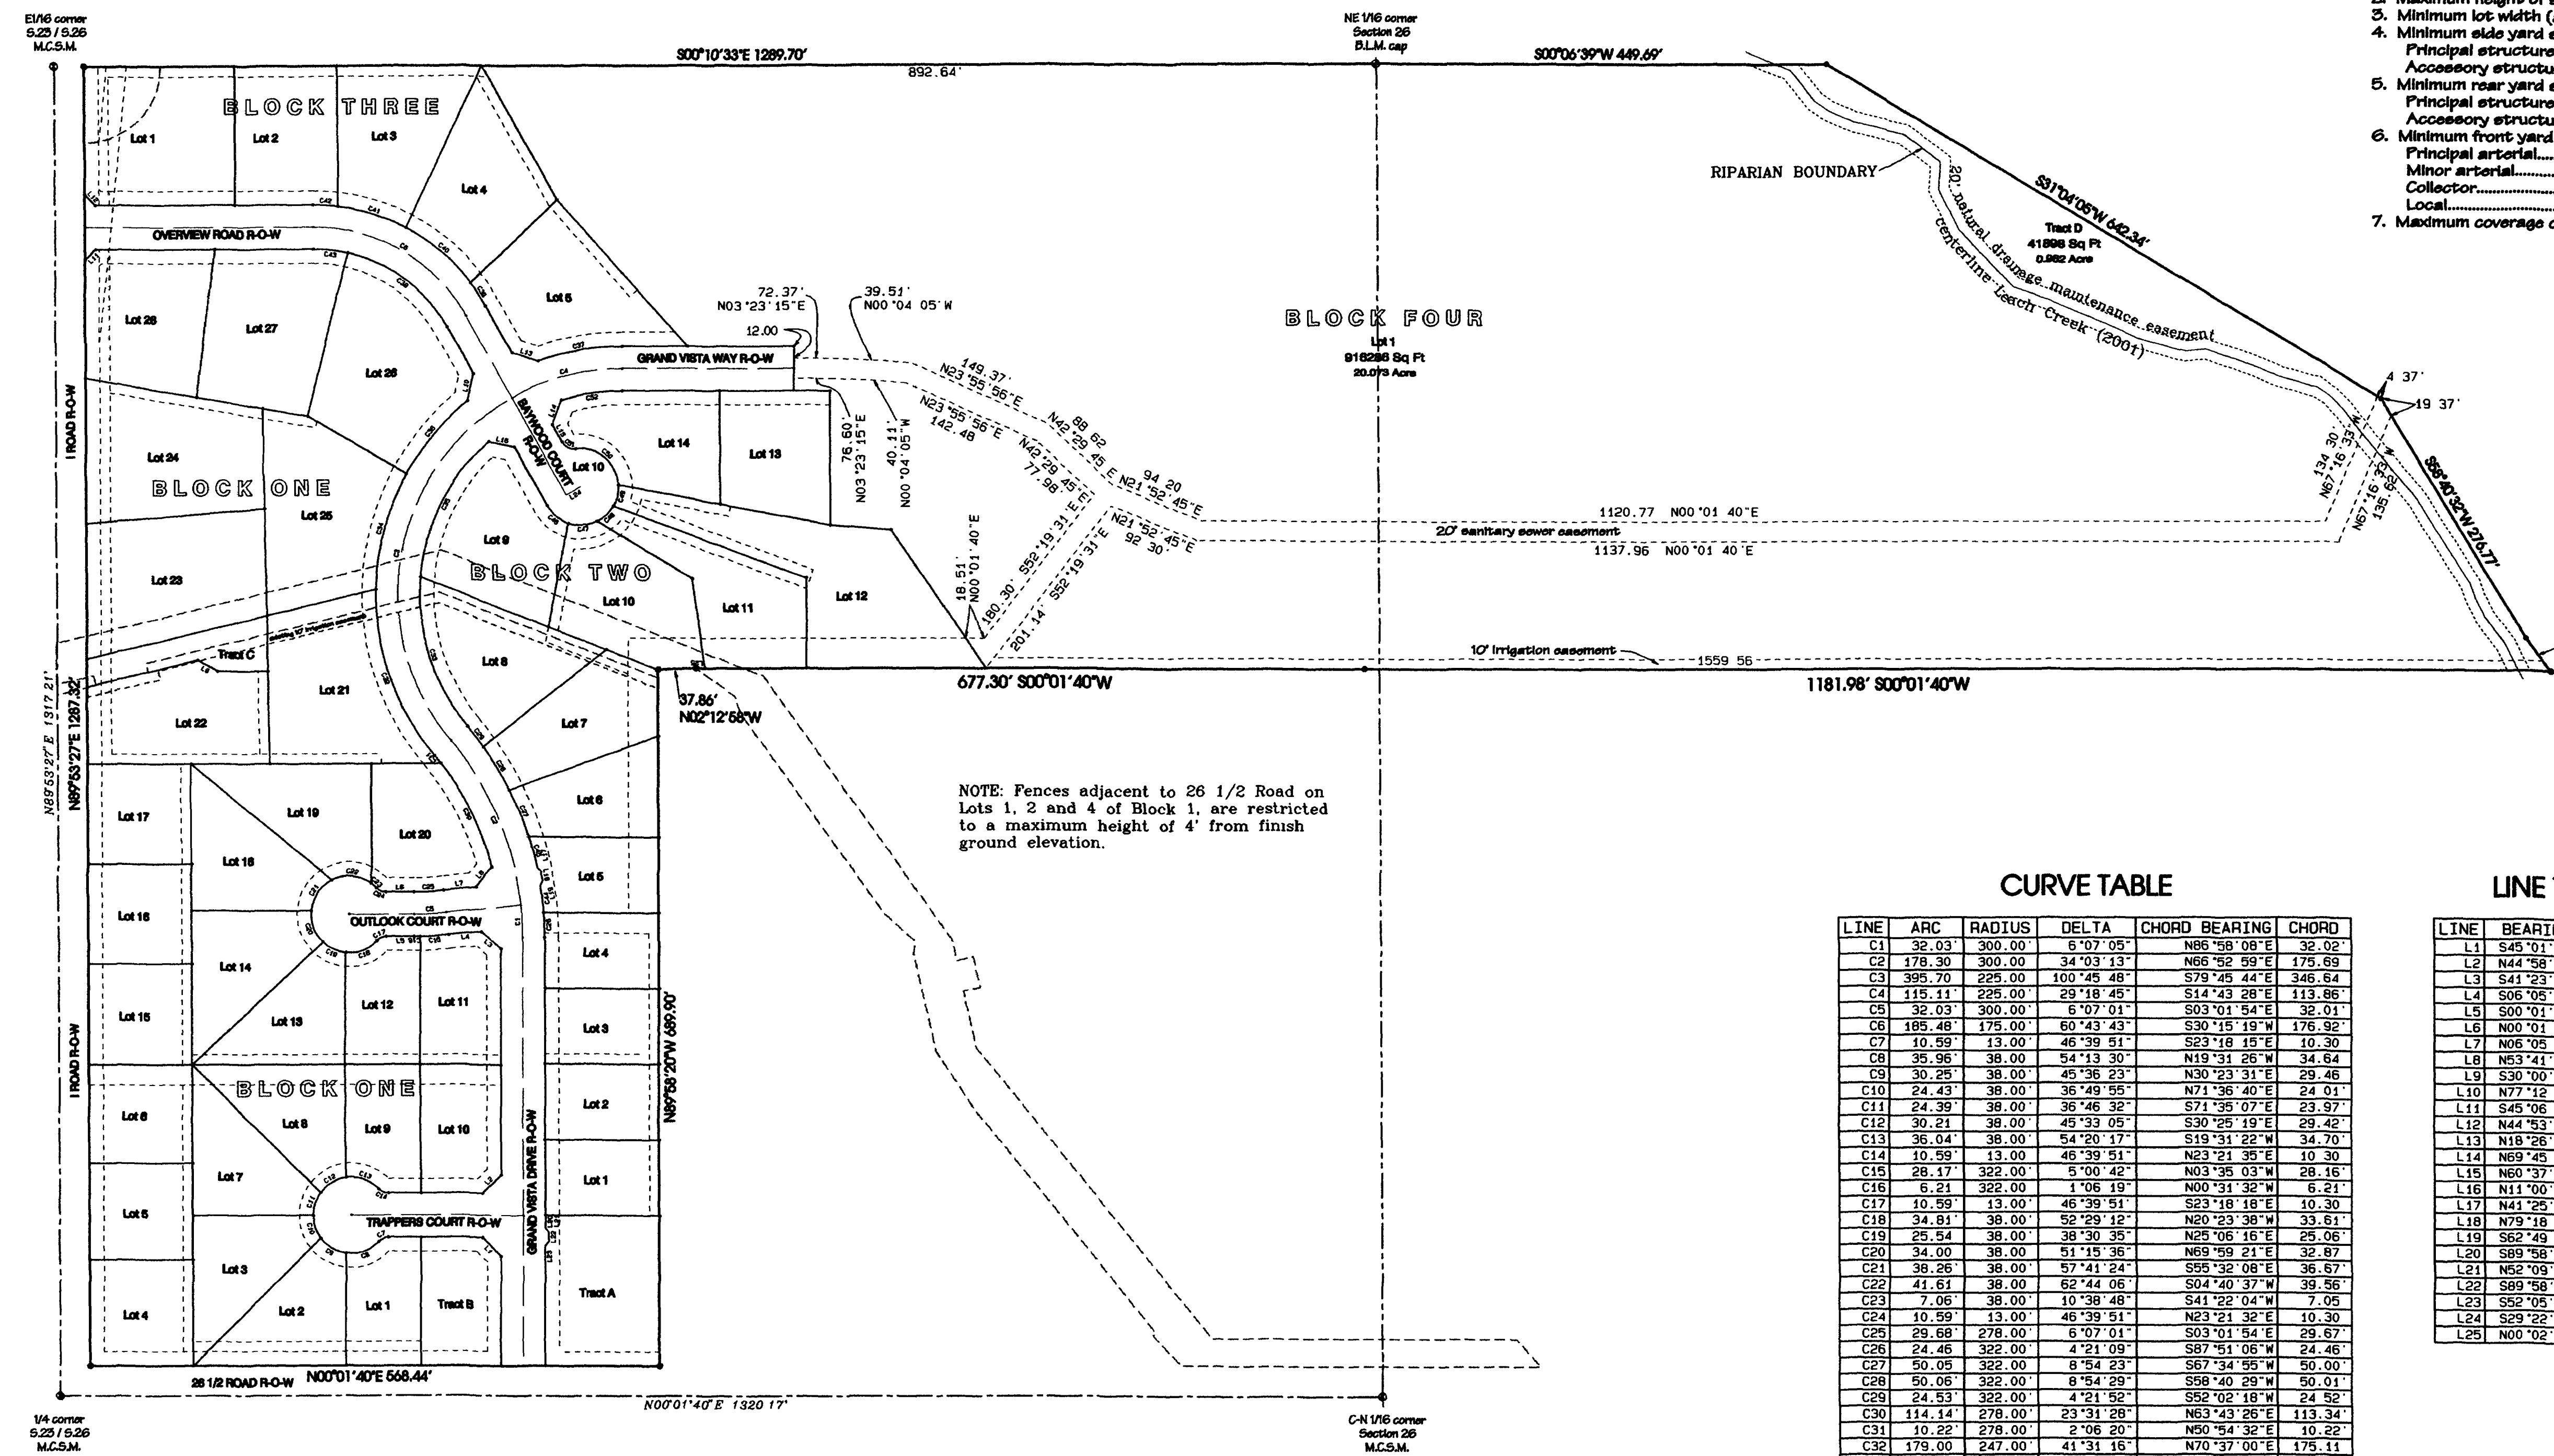 E1/16 corner
S.23 / S.26
M.C.S.M.
NE 1/16 corner
Section 26
B.L.M. cap
S00°10'33"E 1289.70'
892.64'
S00°06'39"W 449.69'
3. Minimum lot width
4. Minimum side yard
Principal structure
Accessory
5. Minimum rear yard
Principal structure
Accessory
6. Minimum front yard
Principal arterial....
Minor arterial........
Collector........
Local........
7. Maximum coverage
BLOCK THREE
Lot 1
Lot 2
Lot 3
Lot 4
Lot 5
OVERVIEW ROAD R-O-W
RIPARIAN BOUNDARY
S31°04'05"W 642.34'
Tract D
41898 Sq Ft
0.962 Acre
20' natural drainage maintenance easement
centerline Leach Creek (2001)
BLOCK FOUR
Lot 1
20.073 Acre
72.37'
N03°23'15"E
39.51'
N00°04 05'W
12.00
GRAND VISTA WAY R-O-W
BAYWOOD COURT
R-O-W
Lot 28
Lot 27
Lot 26
149.37'
N23°55'56"E
N23°55'56"E
142.48
88 62
N42°29 45 E
N42°29'45"E
77.98'
94 20
N21°52'45"E
N21°52'45"E
92 30
76.60'
N03°23'15"E
40.11'
N00°04'05"W
4 37'
19 37'
134 30'
N67°16'33"W
N67°16'33"W
135.62
S58°40'32"W 276.77'
I ROAD R-O-W
Lot 24
BLOCK ONE
Lot 25
Lot 23
Lot 10
Lot 14
Lot 13
Lot 9
BLOCK TWO
Lot 10
Lot 11
Lot 12
Lot 8
Lot 7
1120.77 N00°01 40"E
20' sanitary sewer easement
1137.96 N00°01 40'E
18.51'
N00°01'40"E
180.30' S52°19'31"E
201.14' S52°19'31"E
10' Irrigation easement
1559 56
existing 10' irrigation easement
Tract C
Lot 21
Lot 22
37.86'
N02°12'58"W
677.30' S00°01'40"W
1181.98' S00°01'40"W
N89°53'27"E 1317 21'
N89°53'27"E 1287.32'
NOTE: Fences adjacent to 26 1/2 Road on
Lots 1, 2 and 4 of Block 1, are restricted
to a maximum height of 4' from finish
ground elevation.
Lot 17
Lot 19
Lot 20
Lot 18
Lot 6
Lot 5
Lot 16
OUTLOOK COURT R-O-W
Lot 4
Lot 14
Lot 12
Lot 11
Lot 15
Lot 13
Lot 3
N89°58'20"W 689.90'
I ROAD R-O-W
BLOCK ONE
Lot 6
Lot 8
Lot 9
Lot 10
Lot 2
Lot 7
Lot 1
Lot 5
TRAPPERS COURT R-O-W
GRAND VISTA DRIVE R-O-W
Lot 3
Lot 4
Lot 2
Lot 1
Tract B
Tract A
26 1/2 ROAD R-O-W
N00°01'40"E 568.44'
N00°01'40"E 1320 17'
1/4 corner
S.23 / S.26
M.C.S.M.
C-N 1/16 corner
Section 26
M.C.S.M.
CURVE TABLE
LINE ARC RADIUS DELTA CHORD BEARING CHORD
C1 32.03' 300.00' 6°07'05" N86°58'08"E 32.02'
C2 178.30 300.00 34°03'13" N66°52 59"E 175.69
C3 395.70 225.00 100°45 48" S79°45 44"E 346.64
C4 115.11' 225.00' 29°18'45" S14°43 28"E 113.86'
C5 32.03' 300.00' 6°07 01" S03°01 54"E 32.01'
C6 185.48' 175.00' 60°43'43" S30°15'19"W 176.92'
C7 10.59' 13.00' 46°39 51" S23°18 15"E 10.30
C8 35.96' 38.00' 54°13 30" N19°31 26"W 34.64
C9 30.25' 38.00' 45°36 23" N30°23'31"E 29.46
C10 24.43' 38.00' 36°49'55" N71°36'40"E 24 01'
C11 24.39' 38.00' 36°46 32" S71°35'07"E 23.97'
C12 30.21 38.00' 45°33 05" S30°25'19"E 29.42'
C13 36.04' 38.00' 54°20'17" S19°31'22"W 34.70'
C14 10.59' 13.00 46°39'51" N23°21 35"E 10 30
C15 28.17' 322.00' 5°00'42" N03°35 03"W 28.16'
C16 6.21 322.00 1°06 19" N00°31'32"W 6.21'
C17 10.59' 13.00' 46°39'51" S23°18'18"E 10.30
C18 34.81' 38.00' 52°29'12" N20°23'38"W 33.61'
C19 25.54 38.00' 38°30 35" N25°06'16"E 25.06'
C20 34.00 38.00 51°15'36" N69°59 21"E 32.87
C21 38.26' 38.00' 57°41'24" S55°32'08"E 36.67'
C22 41.61 38.00 62°44 06" S04°40'37"W 39.56'
C23 7.06' 38.00' 10°38'48" S41°22'04"W 7.05
C24 10.59' 13.00' 46°39'51" N23°21 32"E 10.30
C25 29.68' 278.00' 6°07'01" S03°01'54"E 29.67'
C26 24.46 322.00' 4°21'09" S87°51'06"W 24.46'
C27 50.05 322.00 8°54 23" S67°34'55"W 50.00'
C28 50.06' 322.00' 8°54'29" S58°40 29"W 50.01'
C29 24.53' 322.00' 4°21'52" S52°02'18"W 24 52'
C30 114.14' 278.00' 23°31'28" N63°43'26"E 113.34'
C31 10.22' 278.00' 2°06 20" N50°54'32"E 10.22'
C32 179.00 247.00' 41°31 16" N70°37'00"E 175.11
LINE
LINE
L1 S45°01'
L2 N44°58'
L3 S41°23'
L4 S06°05'
L5 S00°01'
L6 N00°01
L7 N06°05
L8 N53°41'
L9 S30°00'
L10 N77°12
L11 S45°06
L12 N44°53'
L13 N18°26'
L14 N69°45
L15 N60°37'
L16 N11°00'
L17 N41°25'
L18 N79°18
L19 S62°49
L20 S89°58'
L21 N52°09'
L22 S89°58'
L23 S52°05'
L24 S29°22'
L25 N00°02'